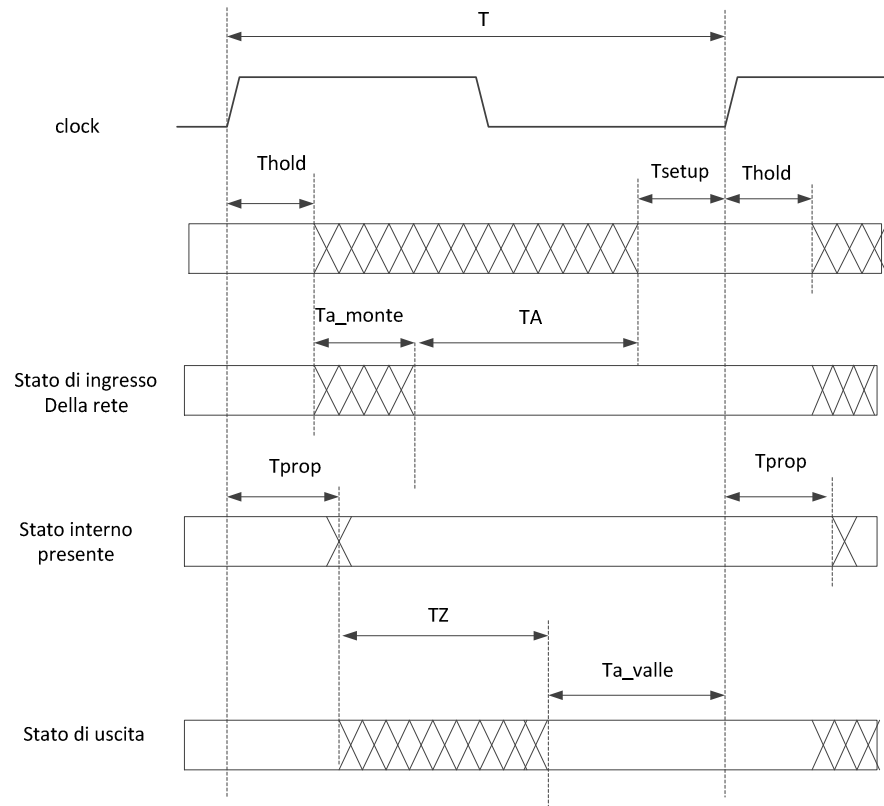 T
clock
Thold
Tsetup
Thold
Ta_monte
TA
Stato di ingresso
Della rete
Tprop
Tprop
Stato interno
presente
TZ
Ta_valle
Stato di uscita